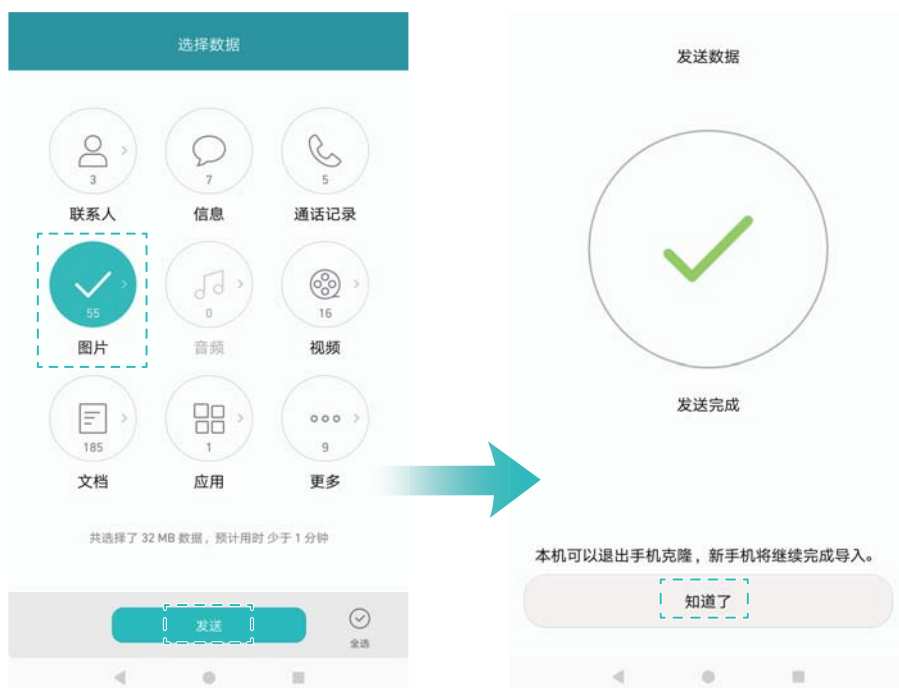 选择数据
3
7
5
联系人
信息
通话记录
55
0
16
图片
音频
视频
185
1
9
文档
应用
更多
共选择了 32 MB 数据，预计用时 少于 1 分钟
发送
全选
发送数据
发送完成
本机可以退出手机克隆，新手机将继续完成导入。
知道了